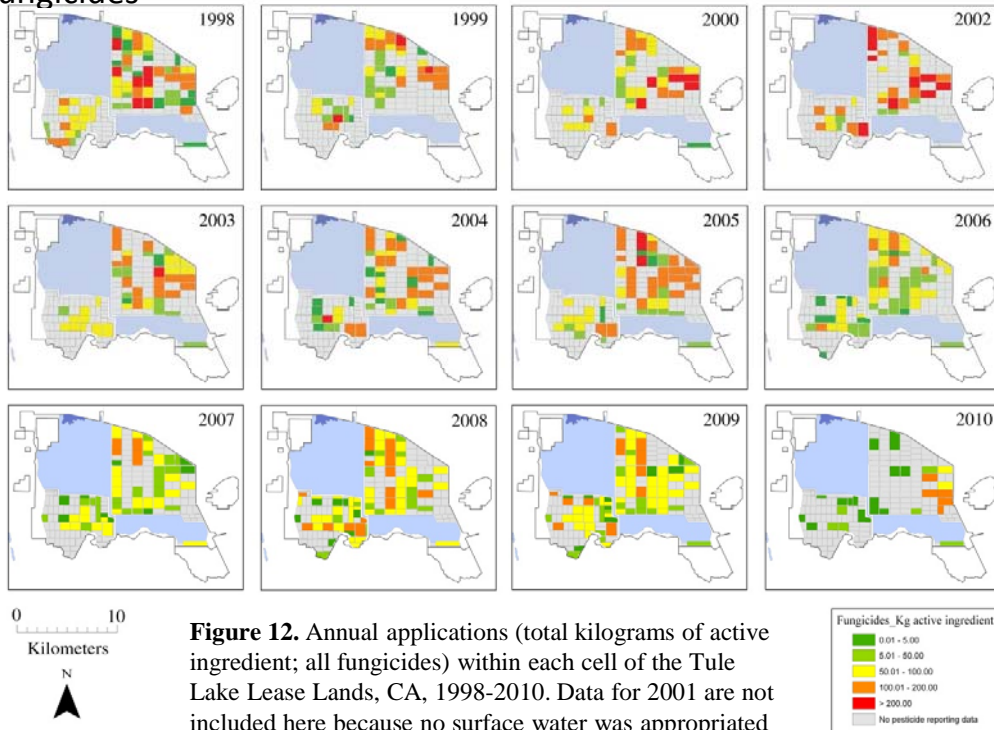 ungicides
1998 1999 2000 2002
2003 2004 2005 2006
2007 2008 2009 2010
0 10
Kilometers
N
Figure 12. Annual applications (total kilograms of active
ingredient; all fungicides) within each cell of the Tule
Lake Lease Lands, CA, 1998-2010. Data for 2001 are not
included here because no surface water was appropriated
Fungicides_Kg active ingredient
0.01 - 5.00
5.01 - 50.00
50.01 - 100.00
100.01 - 200.00
> 200.00
No pesticide reporting data